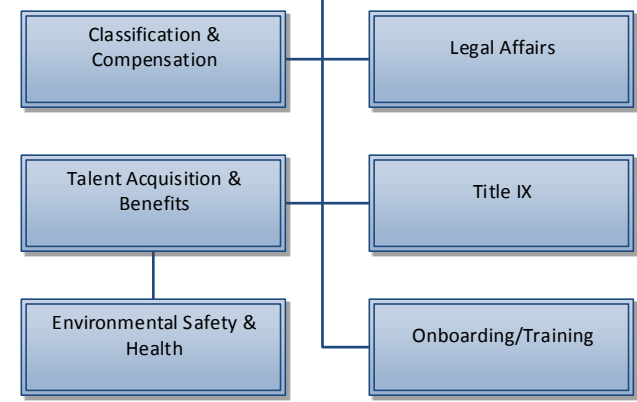 Classification &
Compensation
Legal Affairs
Talent Acquisition &
Benefits
Title IX
Environmental Safety &
Health
Onboarding/Training